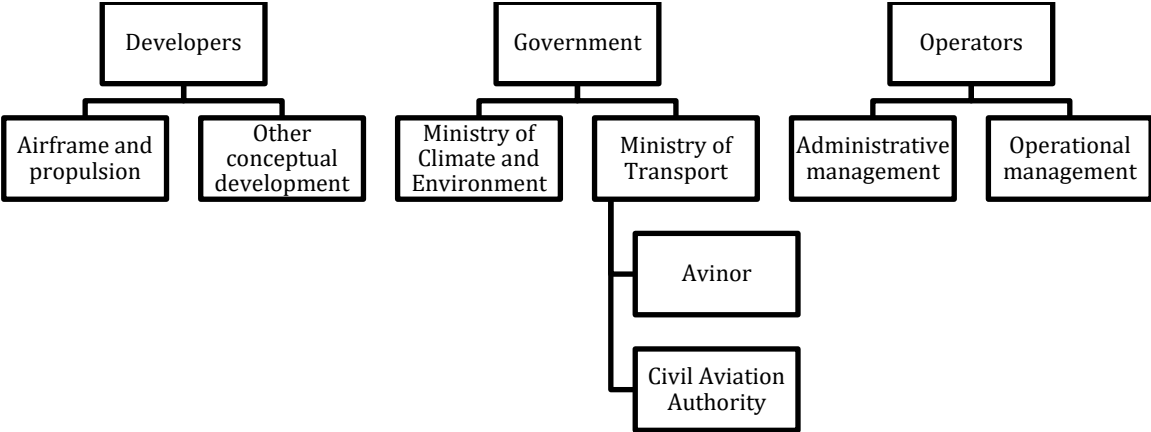 Developers
Government
Operators
Airframe and
propulsion
Other
conceptual
development
Ministry of
Climate and
Environment
Ministry of
Transport
Administrative
management
Operational
management
Avinor
Civil Aviation
Authority